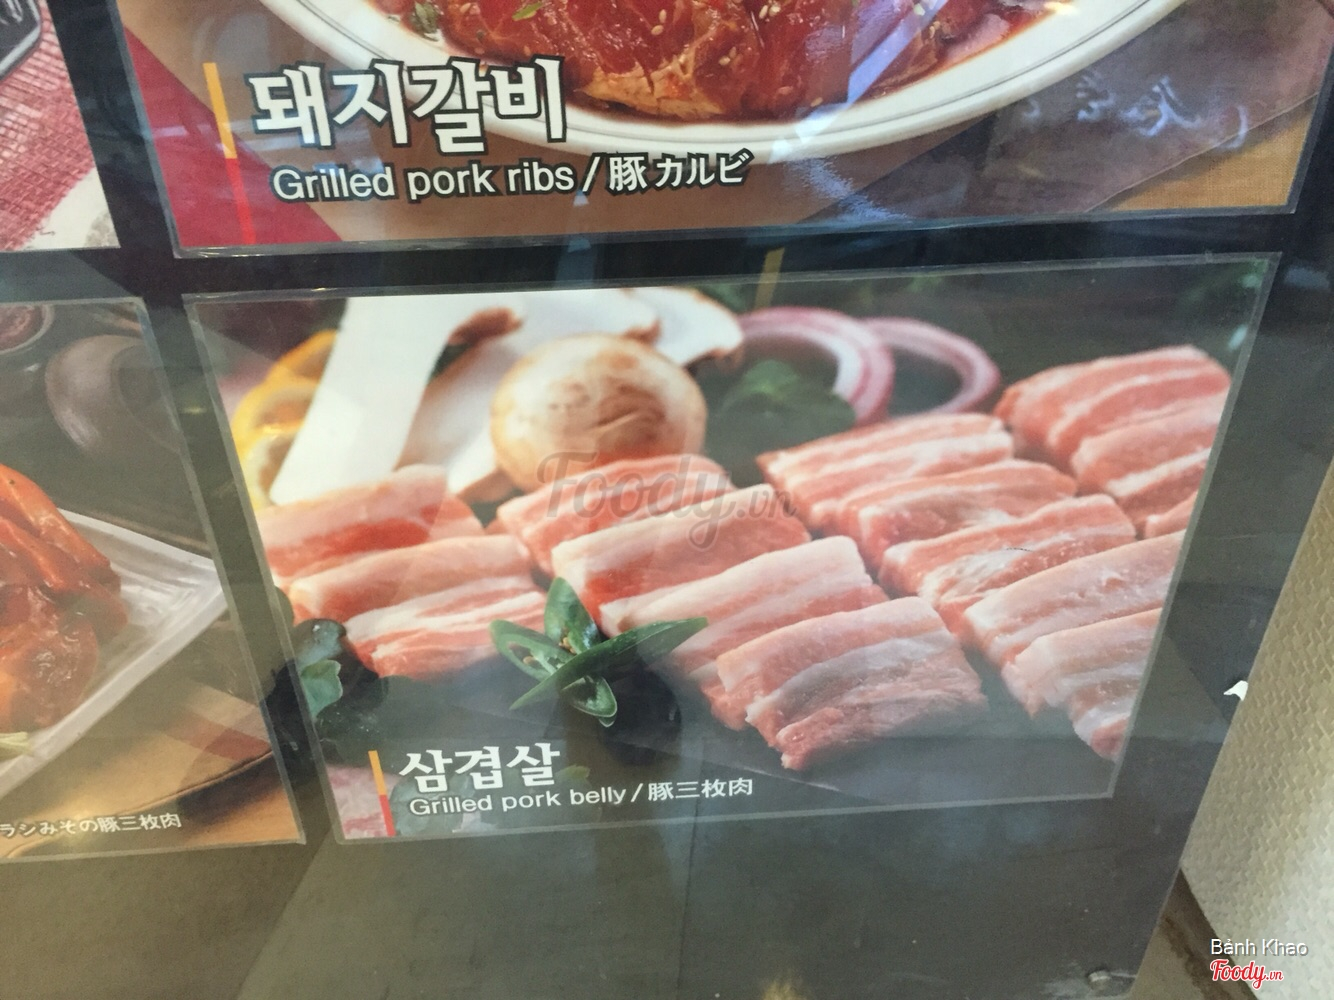 돼지갈비
Grilled pork ribs / 豚カルビ
Foody.vn
삼겹살
Grilled pork belly / 豚三枚肉
ラシみその豚三枚肉
Bảnh Khao
Foody.vn